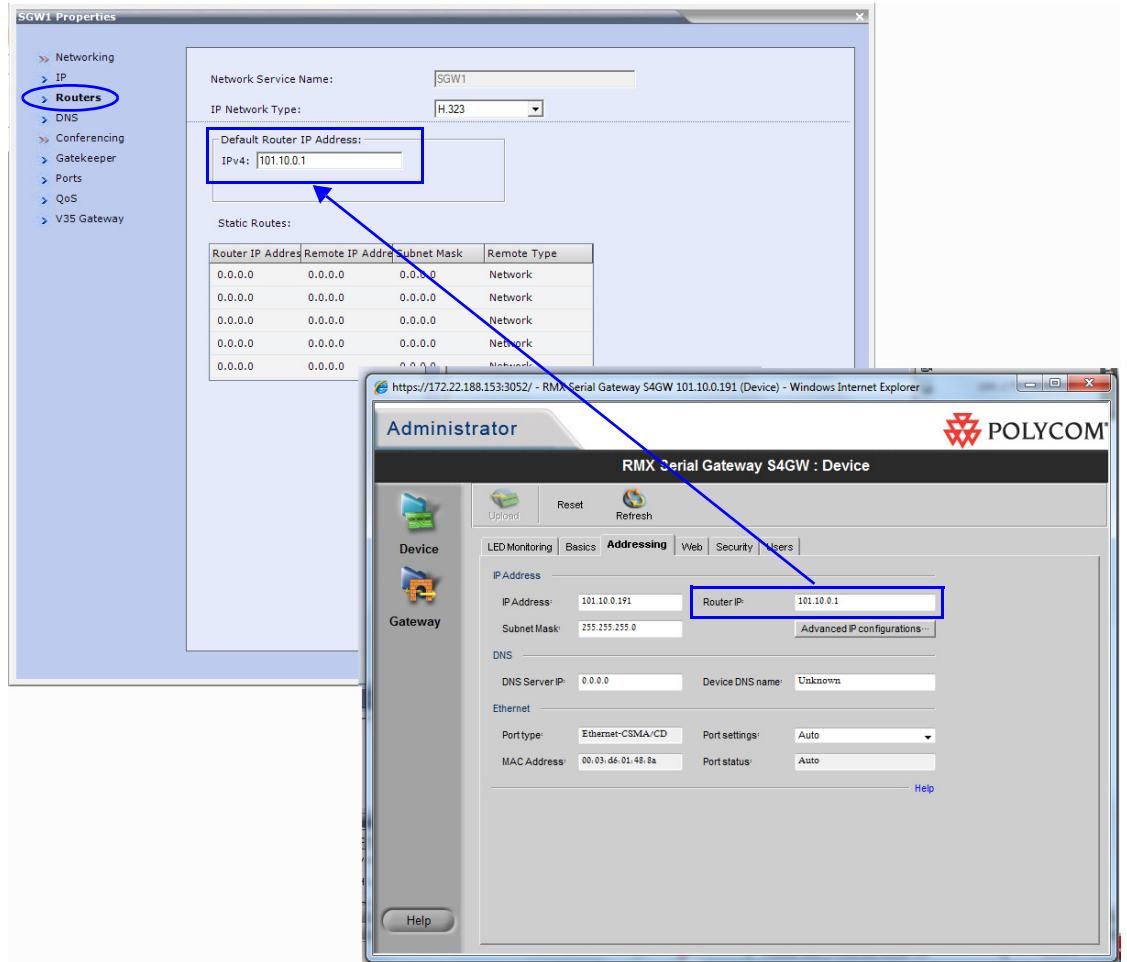 SGW1 Properties
Networking
IP
Routers
DNS
Conferencing
Gatekeeper
Ports
QoS
V35 Gateway
Network Service Name: SGW1
IP Network Type: H.323
Default Router IP Address:
IPv4: 101.10.0.1
Static Routes:
Router IP Addres Remote IP Addre Subnet Mask Remote Type
0.0.0.0 0.0.0.0 0.0.0.0 Network
0.0.0.0 0.0.0.0 0.0.0.0 Network
0.0.0.0 0.0.0.0 0.0.0.0 Network
0.0.0.0 0.0.0.0 0.0.0.0 Network
0.0.0.0 0.0.0.0 0.0.0.0 Network
https://172.22.188.153:3052/ - RMX Serial Gateway S4GW 101.10.0.191 (Device) - Windows Internet Explorer
Administrator
POLYCOM
RMX Serial Gateway S4GW : Device
Upload Reset Refresh
Device
Gateway
Help
LED Monitoring Basics Addressing Web Security Users
IP Address
IP Address: 101.10.0.191 Router IP: 101.10.0.1
Subnet Mask: 255.255.255.0 Advanced IP configurations...
DNS
DNS Server IP: 0.0.0.0 Device DNS name: Unknown
Ethernet
Port type: Ethernet-CSMA/CD Port settings: Auto
MAC Address: 00:03:d6:01:48:8a Port status: Auto
Help